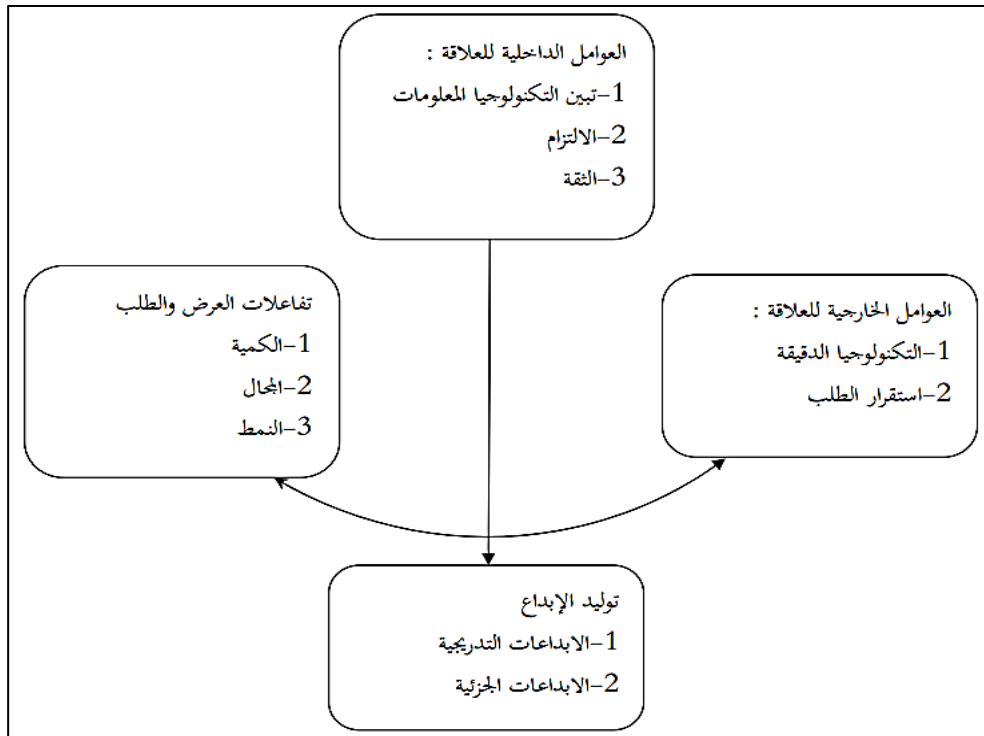 العوامل الداخلية للعلاقة :
1-تبين التكنولوجيا المعلومات
2-الالتزام
3-الثقة
العوامل الخارجية للعلاقة :
1-التكنولوجيا الدقيقة
2-استقرار الطلب
تفاعلات العرض والطلب
1-الكمية
2-المجال
3-النمط
توليد الإبداع
1-الابداعات التدريجية
2-الابداعات الجزئية